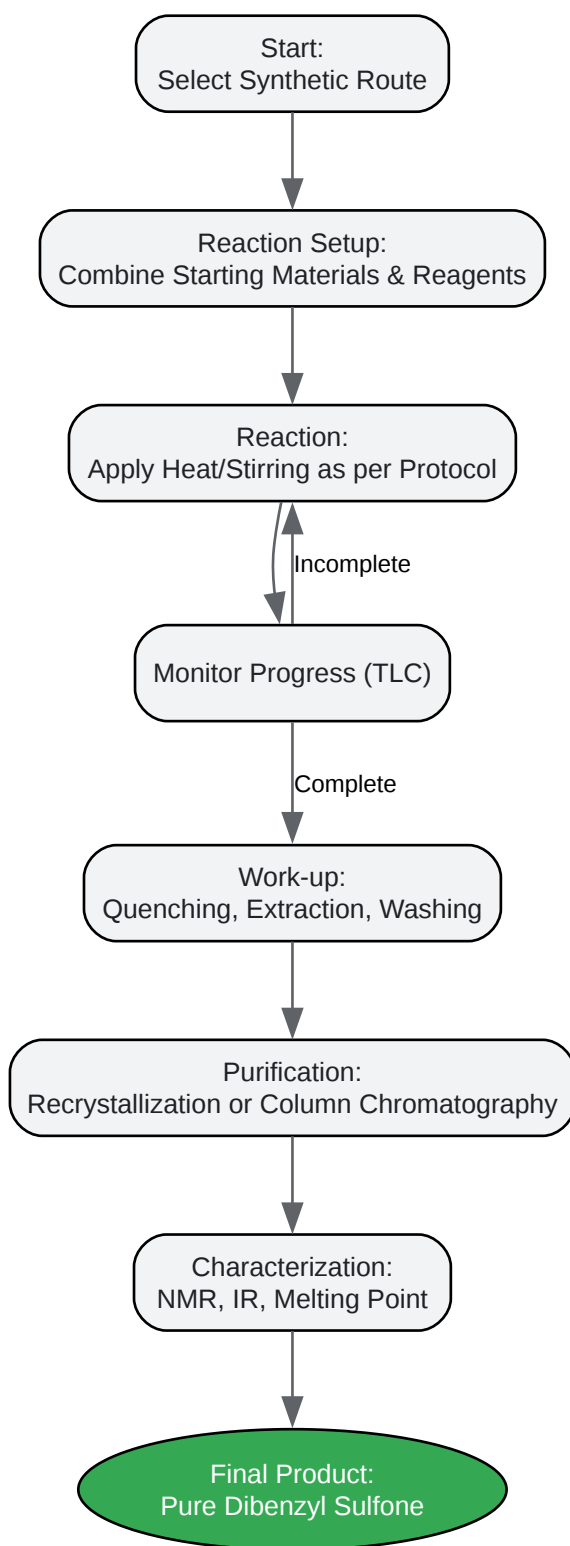 Start:
Select Synthetic Route
Reaction Setup:
Combine Starting Materials & Reagents
Reaction:
Apply Heat/Stirring as per Protocol
Incomplete
Monitor Progress (TLC)
Complete
Work-up:
Quenching, Extraction, Washing
Purification:
Recrystallization or Column Chromatography
Characterization:
NMR, IR, Melting Point
Final Product:
Pure Dibenzyl Sulfone